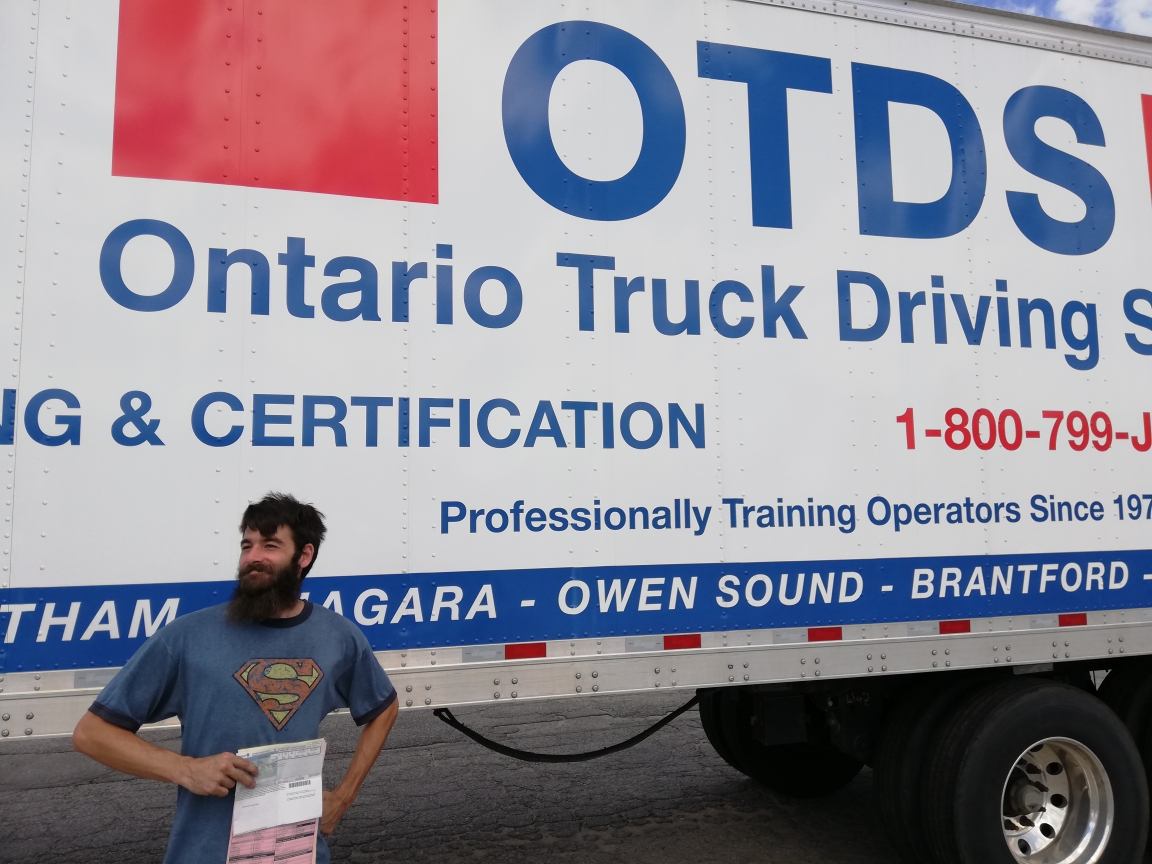 OTDS
Ontario Truck Driving S
NG & CERTIFICATION
1-800-799-J
Professionally Training Operators Since 197
THAM AGARA - OWEN SOUND - BRANTFORD -
S